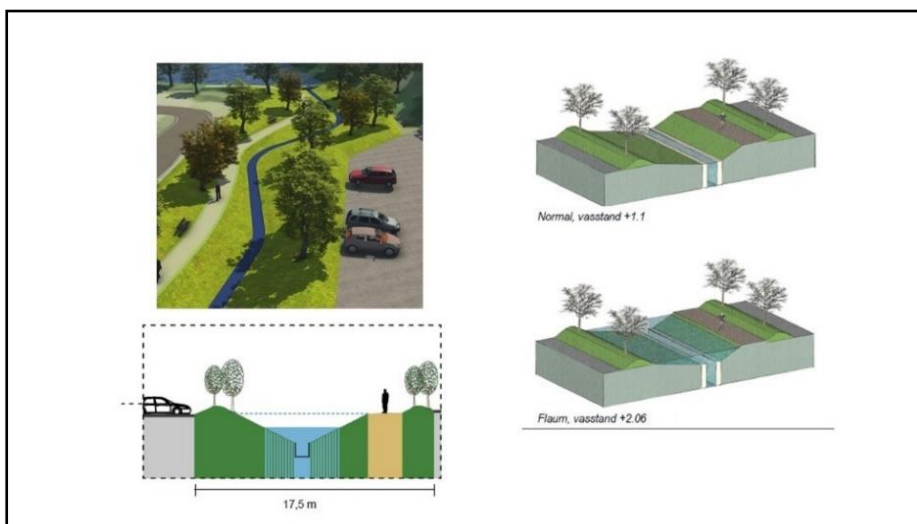 Normal, vasstand +1.1
Flaum, vasstand +2.06
17,5 m